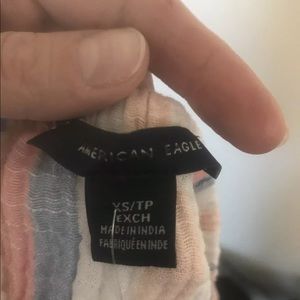 AMERICAN EAGLE
XS/TP
EXCH
MADE IN INDIA
FABRIQUÉ EN INDE